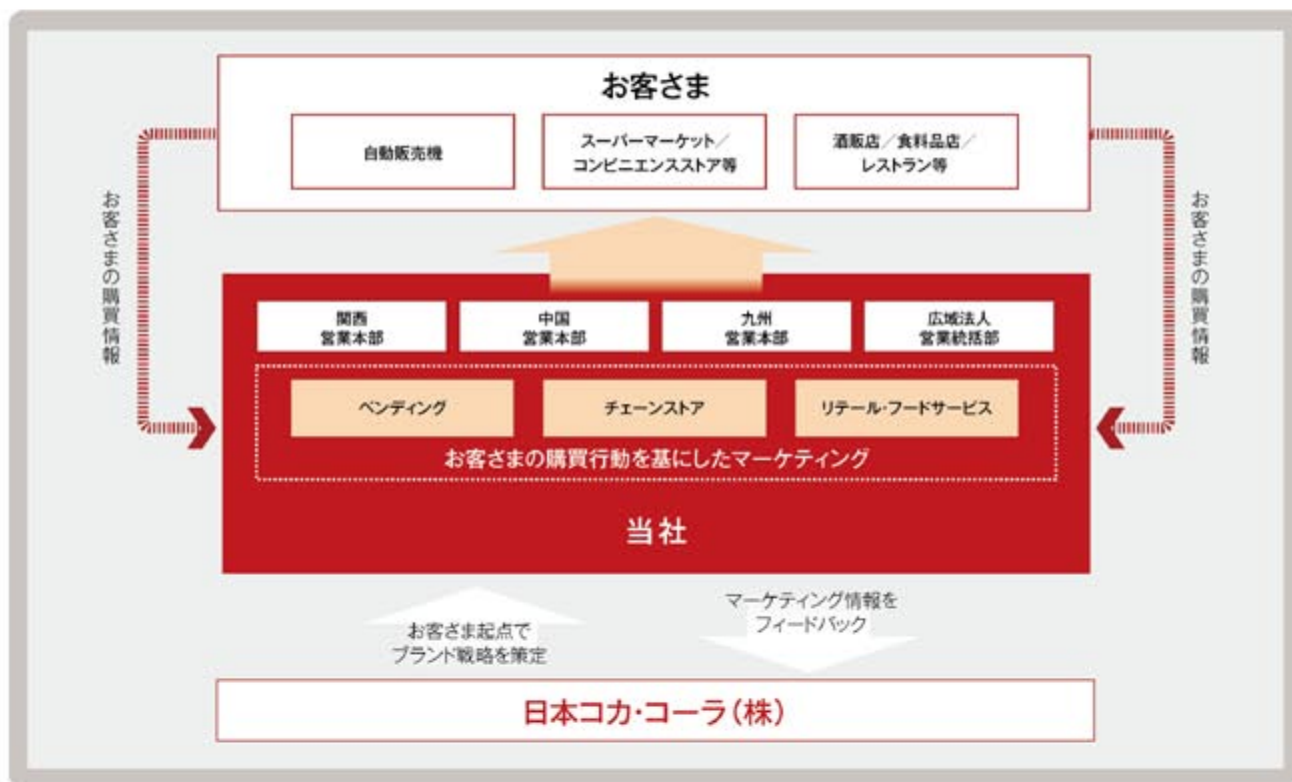 お客さま
自動販売機
スーパーマーケット／
コンビニエンスストア等
酒販店／食料品店／
レストラン等
お客さまの購買情報
お客さまの購買情報
関西
営業本部
中国
営業本部
九州
営業本部
広域法人
営業統括部
ベンディング
チェーンストア
リテール・フードサービス
お客さまの購買行動を基にしたマーケティング
当社
お客さま起点で
ブランド戦略を策定
マーケティング情報を
フィードバック
日本コカ・コーラ（株）